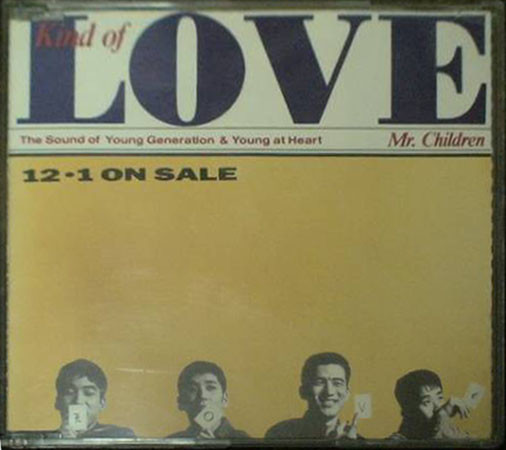 Kind of
LOVE
The Sound of Young Generation & Young at Heart
Mr. Children
12・1 ON SALE
L O V E